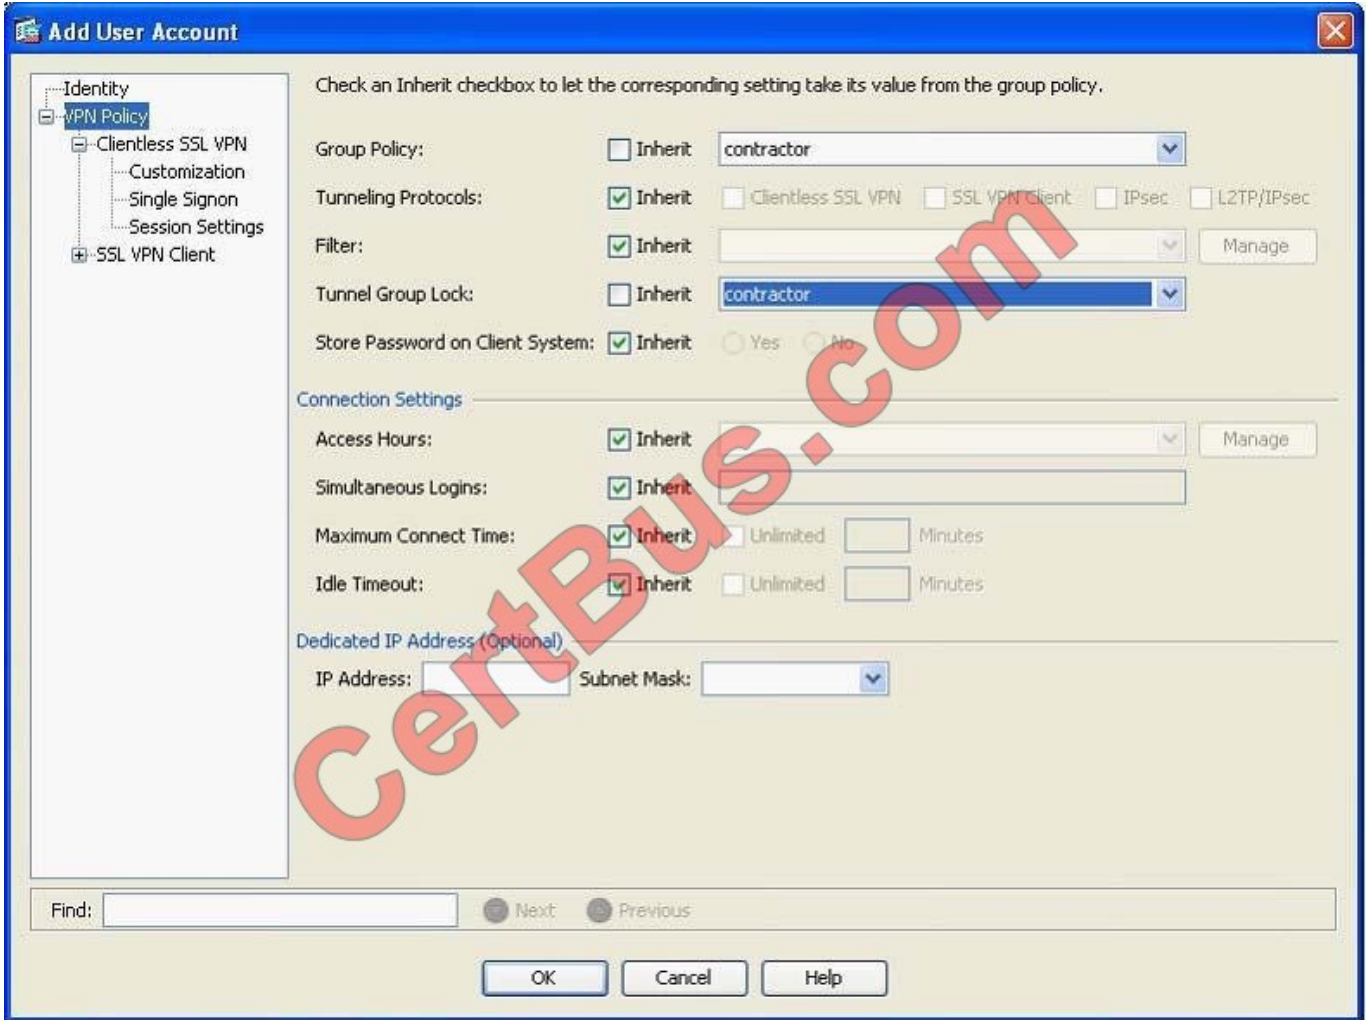 Add User Account
Identity
VPN Policy
Clientless SSL VPN
Customization
Single Signon
Session Settings
SSL VPN Client
Check an Inherit checkbox to let the corresponding setting take its value from the group policy.
Group Policy: Inherit contractor
Tunneling Protocols: Inherit Clientless SSL VPN SSL VPN Client IPsec L2TP/IPsec
Filter: Inherit Manage
Tunnel Group Lock: Inherit contractor
Store Password on Client System: Inherit Yes No
Connection Settings
Access Hours: Inherit Manage
Simultaneous Logins: Inherit
Maximum Connect Time: Inherit Unlimited Minutes
Idle Timeout: Inherit Unlimited Minutes
Dedicated IP Address (Optional)
IP Address: Subnet Mask:
CertBus.com
Find: Next Previous
OK Cancel Help